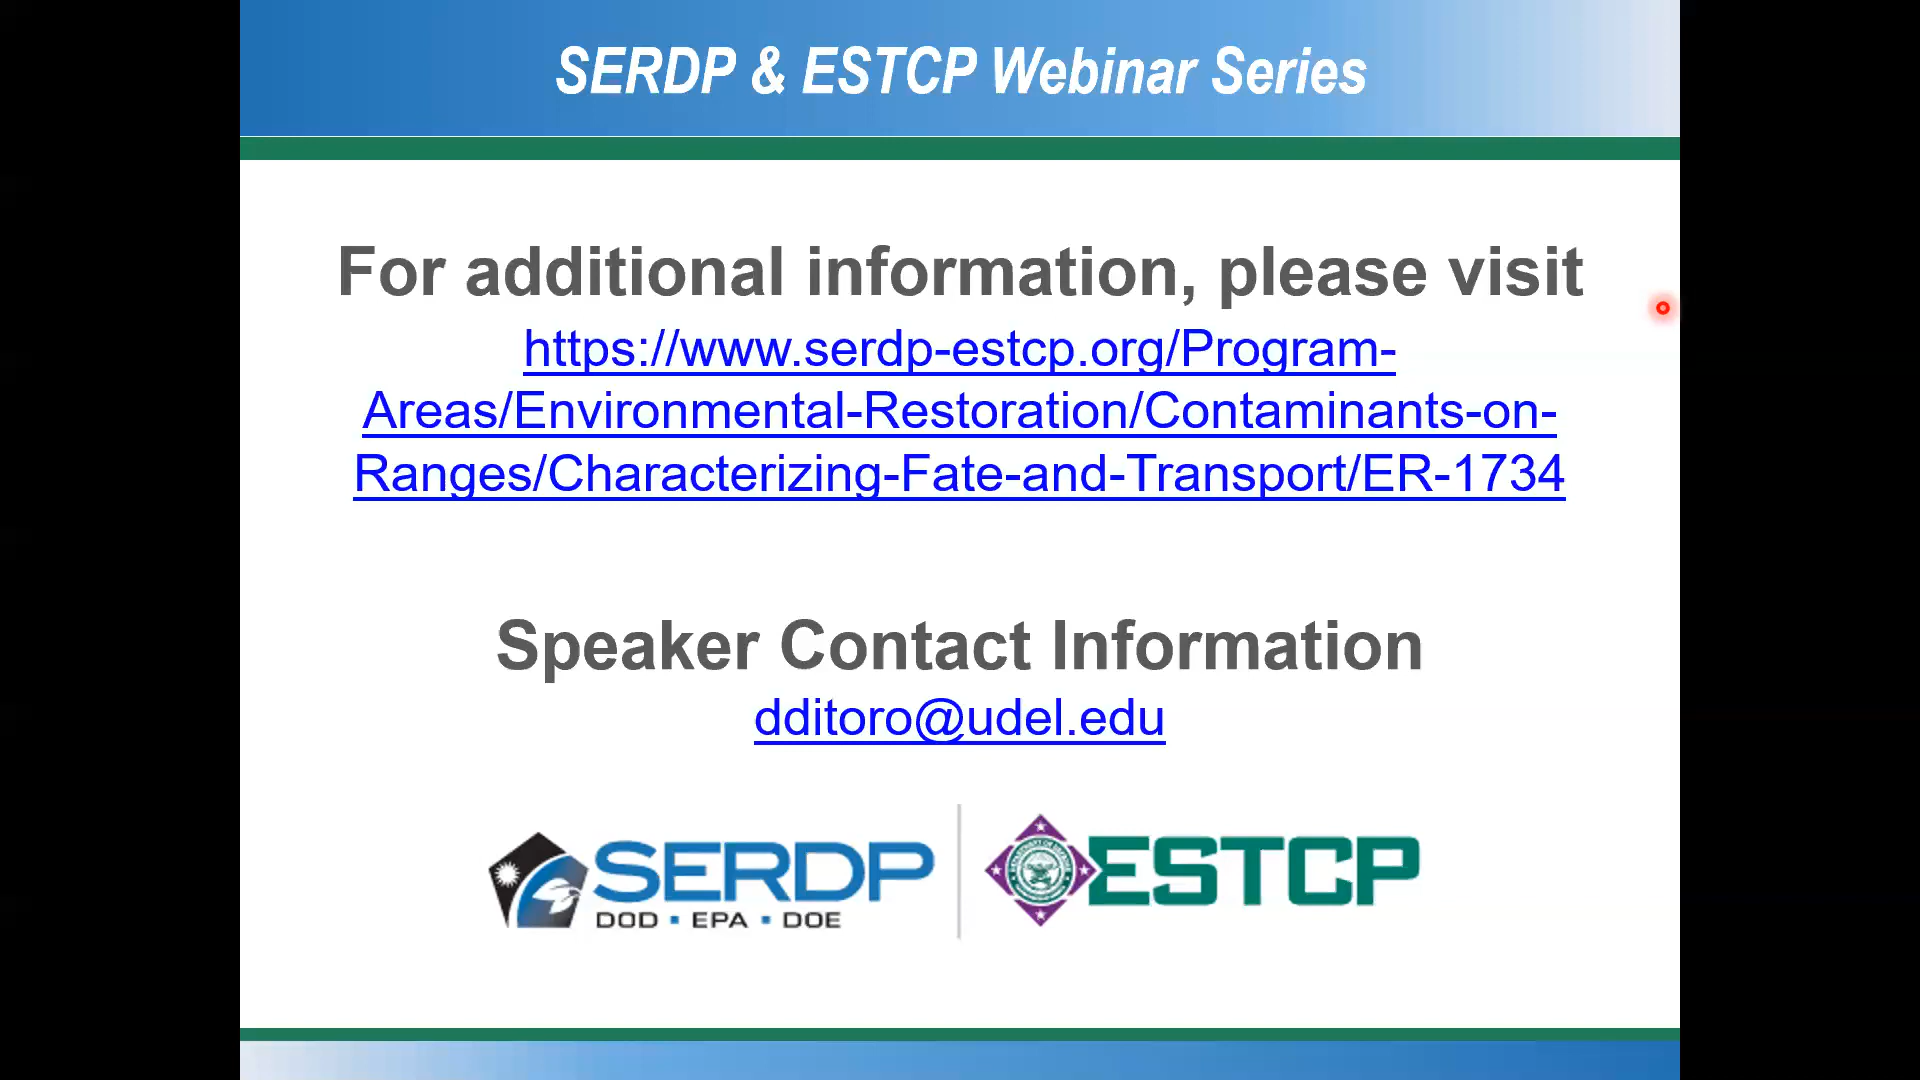 SERDP & ESTCP Webinar Series
For additional information, please visit
https://www.serdp-estcp.org/Program-
Areas/Environmental-Restoration/Contaminants-on-
Ranges/Characterizing-Fate-and-Transport/ER-1734
Speaker Contact Information
dditoro@udel.edu
SERDP
DOD ▪ EPA ▪ DOE
ESTCP